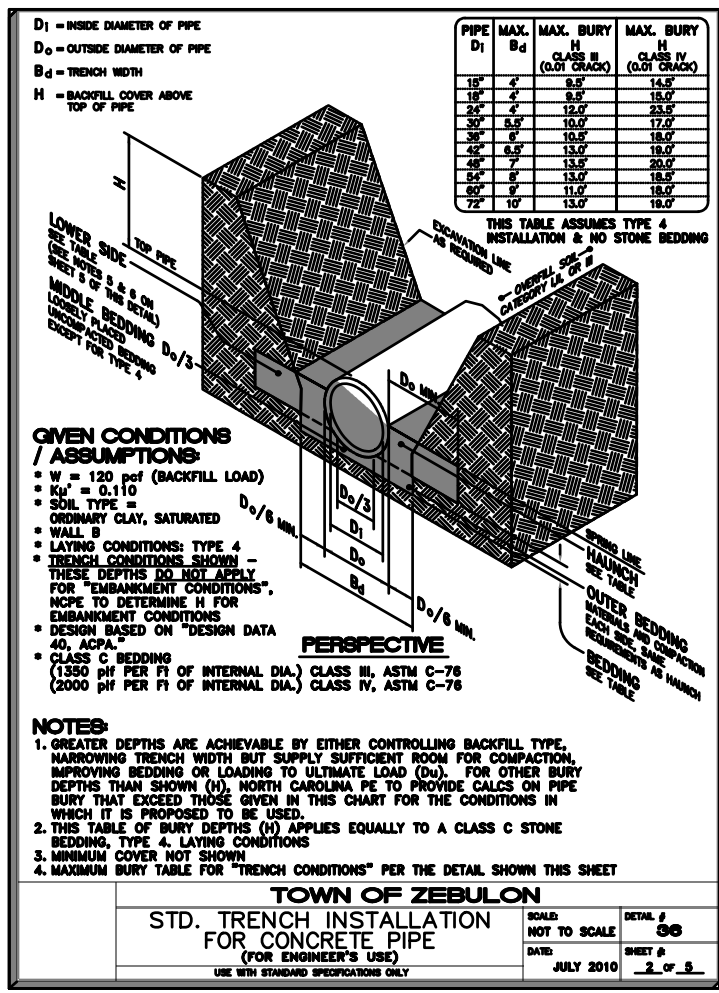 Di = INSIDE DIAMETER OF PIPE
Do = OUTSIDE DIAMETER OF PIPE
Bd = TRENCH WIDTH
H = BACKFILL COVER ABOVE
TOP OF PIPE
PIPE MAX. MAX. BURY MAX. BURY
Di Bd H H
CLASS III CLASS IV
(0.01 CRACK) (0.01 CRACK)
15" 4' 9.5' 14.5'
18" 4' 9.5' 15.0'
24" 4' 12.0' 23.5'
30" 5.5' 10.0' 17.0'
36" 6' 10.5' 18.0'
42" 6.5' 13.0' 19.0'
48" 7' 13.5' 20.0'
54" 8' 13.0' 18.5'
60" 9' 11.0' 18.0'
72" 10' 13.0' 19.0'
THIS TABLE ASSUMES TYPE 4
INSTALLATION & NO STONE BEDDING
H
TOP PIPE
EXCAVATION LINE
AS REQUIRED
OVERFILL SOIL
CATEGORY I,II, OR III
LOWER SIDE
SEE TABLE
(SEE NOTES 5 & 6 ON
SHEET 5 OF THIS DETAIL)
MIDDLE BEDDING
LOOSELY PLACED
UNCOMPACTED BEDDING
EXCEPT FOR TYPE 4
Do/3
Do MIN.
Do/3
Di
Do
Bd
Do/6 MIN.
Do/6 MIN.
SPRING LINE
HAUNCH
SEE TABLE
OUTER BEDDING
MATERIALS AND COMPACTION
EACH SIDE, SAME
REQUIREMENTS AS HAUNCH
BEDDING
SEE TABLE
GIVEN CONDITIONS
/ ASSUMPTIONS:
* W = 120 pcf (BACKFILL LOAD)
* Kµ' = 0.110
* SOIL TYPE =
ORDINARY CLAY, SATURATED
* WALL B
* LAYING CONDITIONS: TYPE 4
* TRENCH CONDITIONS SHOWN –
THESE DEPTHS DO NOT APPLY
FOR "EMBANKMENT CONDITIONS",
NCPE TO DETERMINE H FOR
EMBANKMENT CONDITIONS
* DESIGN BASED ON "DESIGN DATA
40, ACPA."
* CLASS C BEDDING
(1350 plf PER Ft OF INTERNAL DIA.) CLASS III, ASTM C-76
(2000 plf PER Ft OF INTERNAL DIA.) CLASS IV, ASTM C-76
PERSPECTIVE
NOTES:
1. GREATER DEPTHS ARE ACHIEVABLE BY EITHER CONTROLLING BACKFILL TYPE,
NARROWING TRENCH WIDTH BUT SUPPLY SUFFICIENT ROOM FOR COMPACTION,
IMPROVING BEDDING OR LOADING TO ULTIMATE LOAD (Du). FOR OTHER BURY
DEPTHS THAN SHOWN (H), NORTH CAROLINA PE TO PROVIDE CALCS ON PIPE
BURY THAT EXCEED THOSE GIVEN IN THIS CHART FOR THE CONDITIONS IN
WHICH IT IS PROPOSED TO BE USED.
2. THIS TABLE OF BURY DEPTHS (H) APPLIES EQUALLY TO A CLASS C STONE
BEDDING, TYPE 4. LAYING CONDITIONS
3. MINIMUM COVER NOT SHOWN
4. MAXIMUM BURY TABLE FOR "TRENCH CONDITIONS" PER THE DETAIL SHOWN THIS SHEET
TOWN OF ZEBULON
STD. TRENCH INSTALLATION
FOR CONCRETE PIPE
(FOR ENGINEER'S USE)
USE WITH STANDARD SPECIFICATIONS ONLY
SCALE:
NOT TO SCALE
DETAIL #
36
DATE:
JULY 2010
SHEET #:
2 OF 5